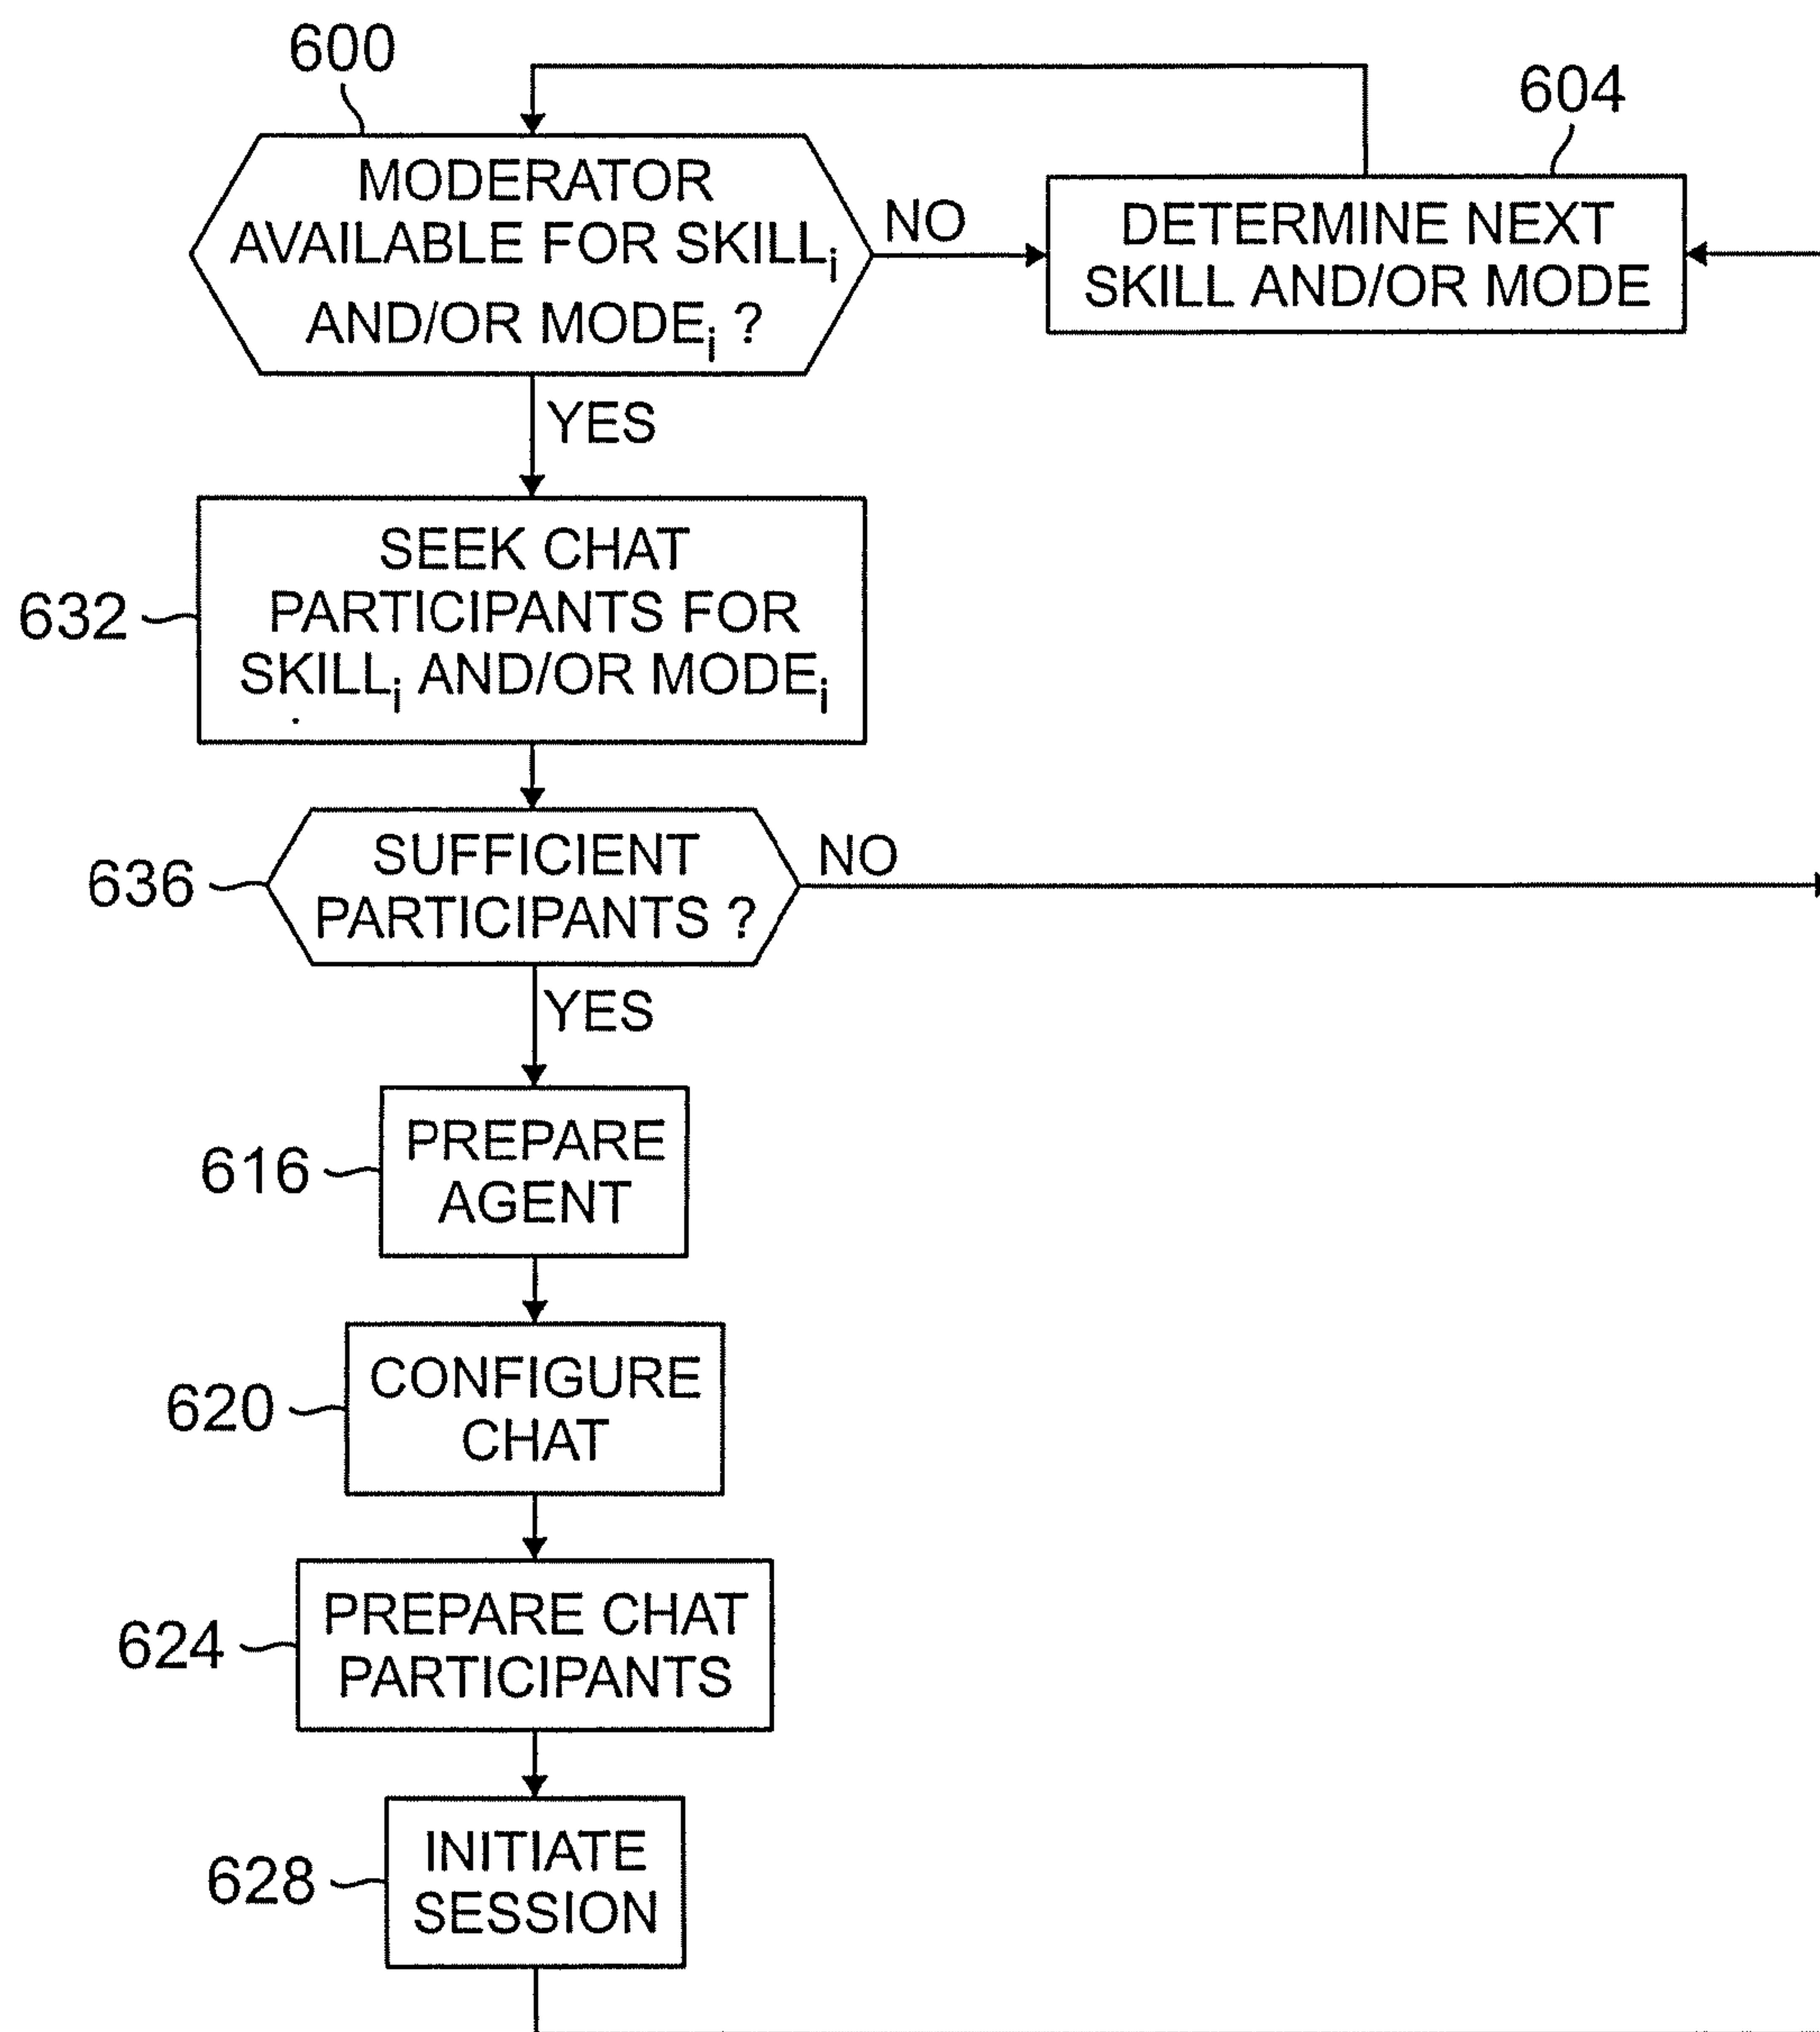 600
604
MODERATOR
AVAILABLE FOR SKILLi
AND/OR MODEi ?
NO
DETERMINE NEXT
SKILL AND/OR MODE
YES
SEEK CHAT
PARTICIPANTS FOR
SKILLi AND/OR MODEi
632
SUFFICIENT
PARTICIPANTS ?
NO
636
YES
PREPARE
AGENT
616
CONFIGURE
CHAT
620
PREPARE CHAT
PARTICIPANTS
624
INITIATE
SESSION
628